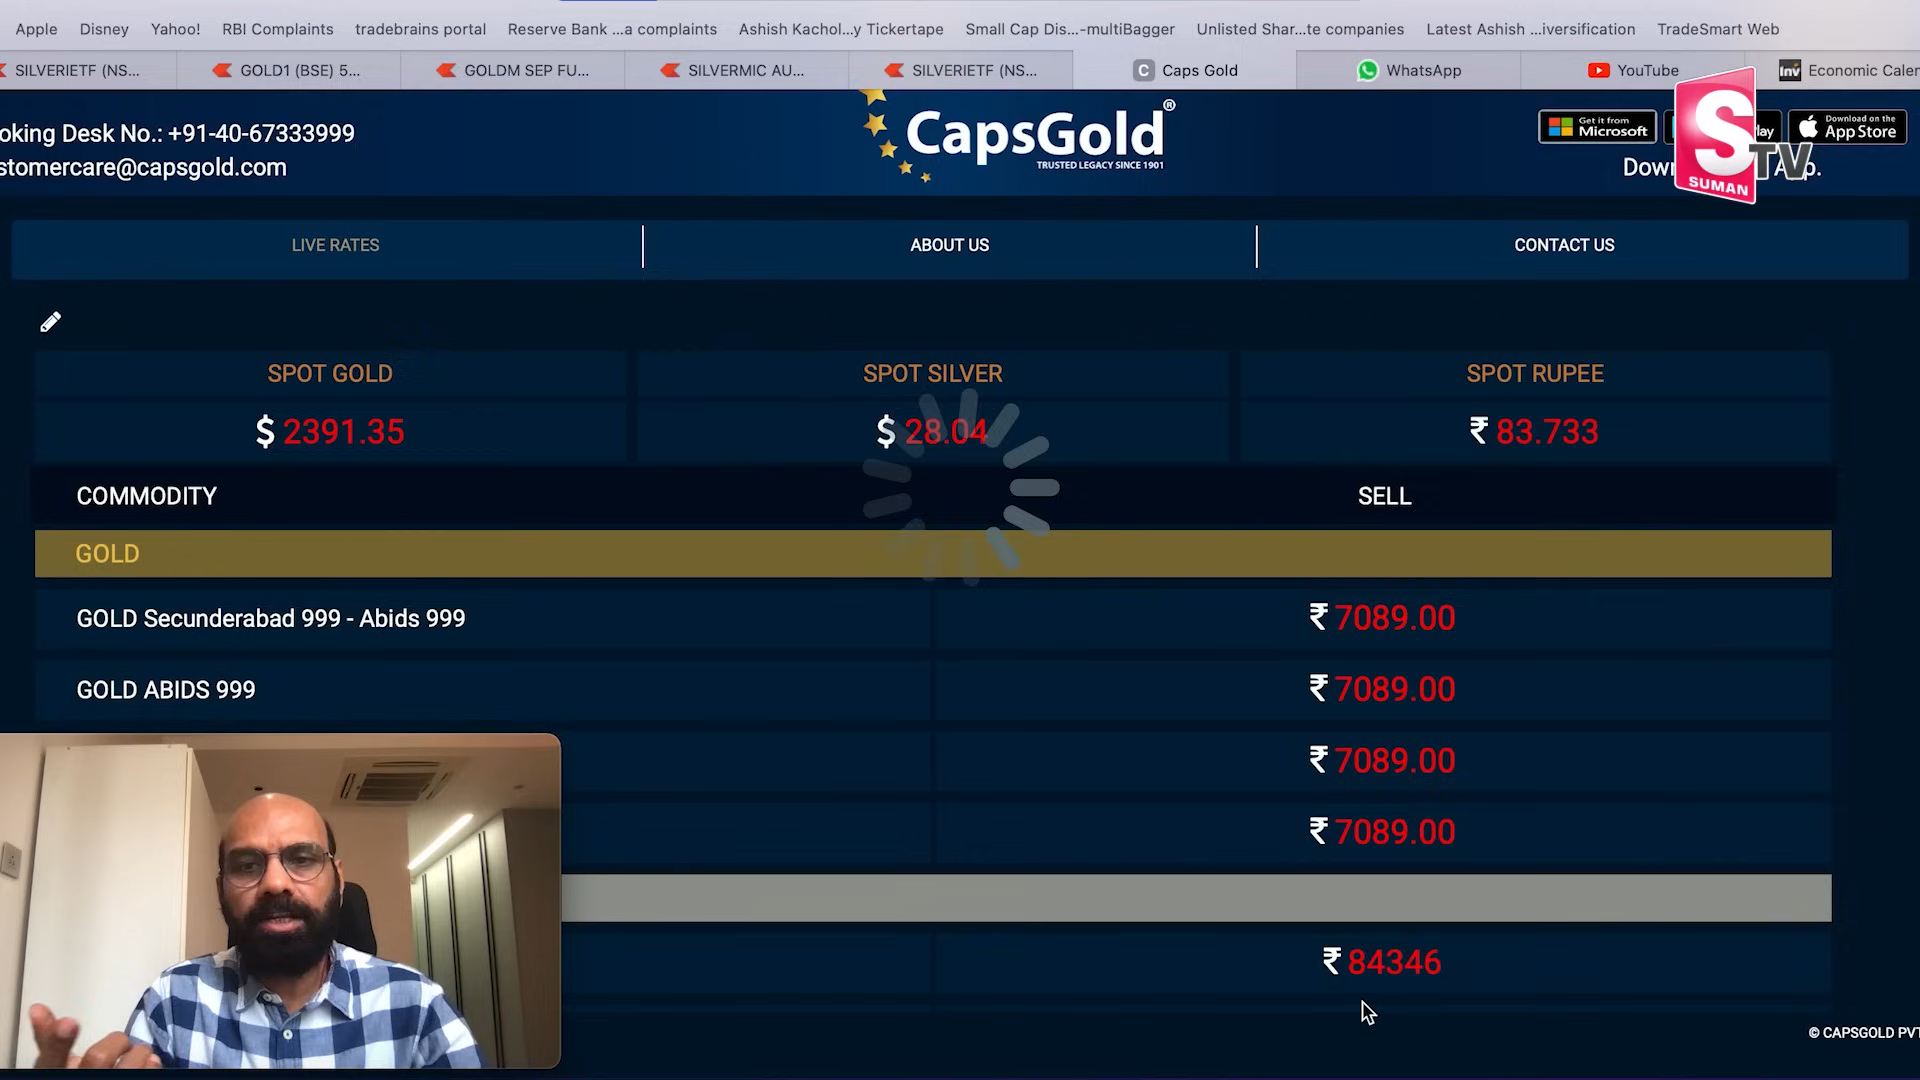 Apple Disney Yahoo! RBI Complaints tradebrains portal Reserve Bank ...a complaints Ashish Kachol...y Tickertape Small Cap Dis...-multiBagger Unlisted Shar...te companies Latest Ashish ...iversification TradeSmart Web
SILVERIETF (NS... GOLD1 (BSE) 5... GOLDM SEP FU... SILVERMIC AU... SILVERIETF (NS... C Caps Gold WhatsApp YouTube Inv Economic Caler
oking Desk No.: +91-40-67333999
stomercare@capsgold.com
CapsGold®
TRUSTED LEGACY SINCE 1901
Get it from
Microsoft
lay
Download on the
App Store
Dow
p.
S TV
SUMAN
LIVE RATES ABOUT US CONTACT US
SPOT GOLD SPOT SILVER SPOT RUPEE
$ 2391.35 $ 28.04 ₹ 83.733
COMMODITY SELL
GOLD
GOLD Secunderabad 999 - Abids 999 ₹ 7089.00
GOLD ABIDS 999 ₹ 7089.00
₹ 7089.00
₹ 7089.00
₹ 84346
© CAPSGOLD PVT